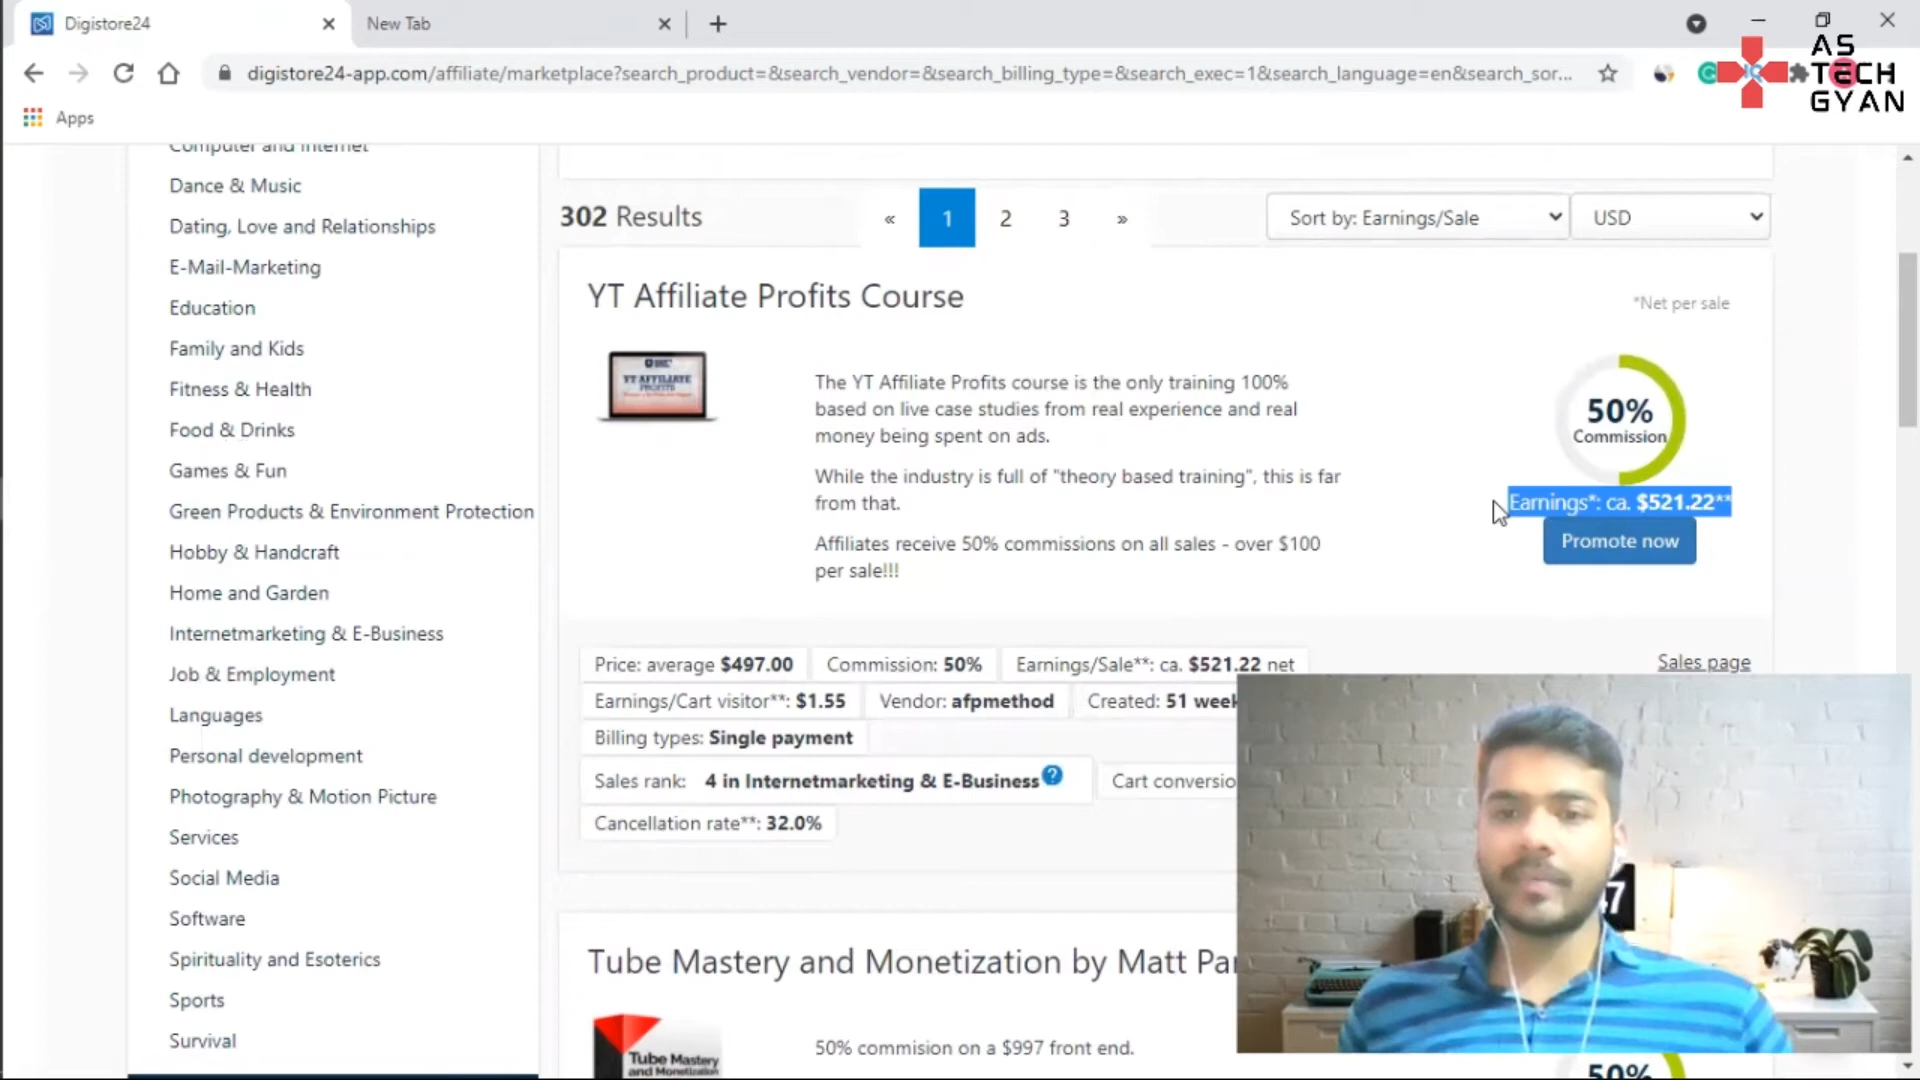 Digistore24
New Tab
AS
TECH
GYAN
digistore24-app.com/affiliate/marketplace?search_product=&search_vendor=&search_billing_type=&search_exec=1&search_language=en&search_sor...
Apps
Computer and Internet
Dance & Music
Dating, Love and Relationships
E-Mail-Marketing
Education
Family and Kids
Fitness & Health
Food & Drinks
Games & Fun
Green Products & Environment Protection
Hobby & Handcraft
Home and Garden
Internetmarketing & E-Business
Job & Employment
Languages
Personal development
Photography & Motion Picture
Services
Social Media
Software
Spirituality and Esoterics
Sports
Survival
302 Results
« 1 2 3 »
Sort by: Earnings/Sale
USD
YT Affiliate Profits Course
*Net per sale
YT AFFILIATE
PROFITS
The YT Affiliate Profits course is the only training 100%
based on live case studies from real experience and real
money being spent on ads.
While the industry is full of "theory based training", this is far
from that.
Affiliates receive 50% commissions on all sales - over $100
per sale!!!
50%
Commission
Earnings*: ca. $521.22**
Promote now
Price: average $497.00
Commission: 50%
Earnings/Sale**: ca. $521.22 net
Sales page
Earnings/Cart visitor**: $1.55
Vendor: afpmethod
Created: 51 week
Billing types: Single payment
Sales rank: 4 in Internetmarketing & E-Business ?
Cart conversio
Cancellation rate**: 32.0%
Tube Mastery and Monetization by Matt Par
Tube Mastery
and Monetization
50% commision on a $997 front end.
50%